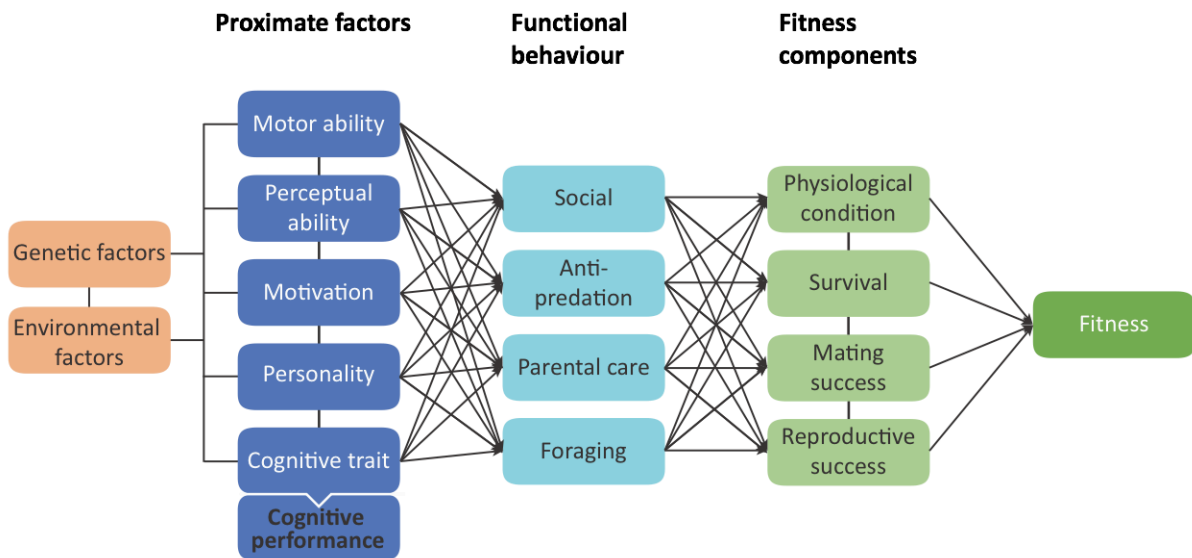 Proximate factors
Functional
behaviour
Fitness
components
Genetic factors
Environmental
factors
Motor ability
Perceptual
ability
Motivation
Personality
Cognitive trait
Cognitive
performance
Social
Anti-
predation
Parental care
Foraging
Physiological
condition
Survival
Mating
success
Reproductive
success
Fitness